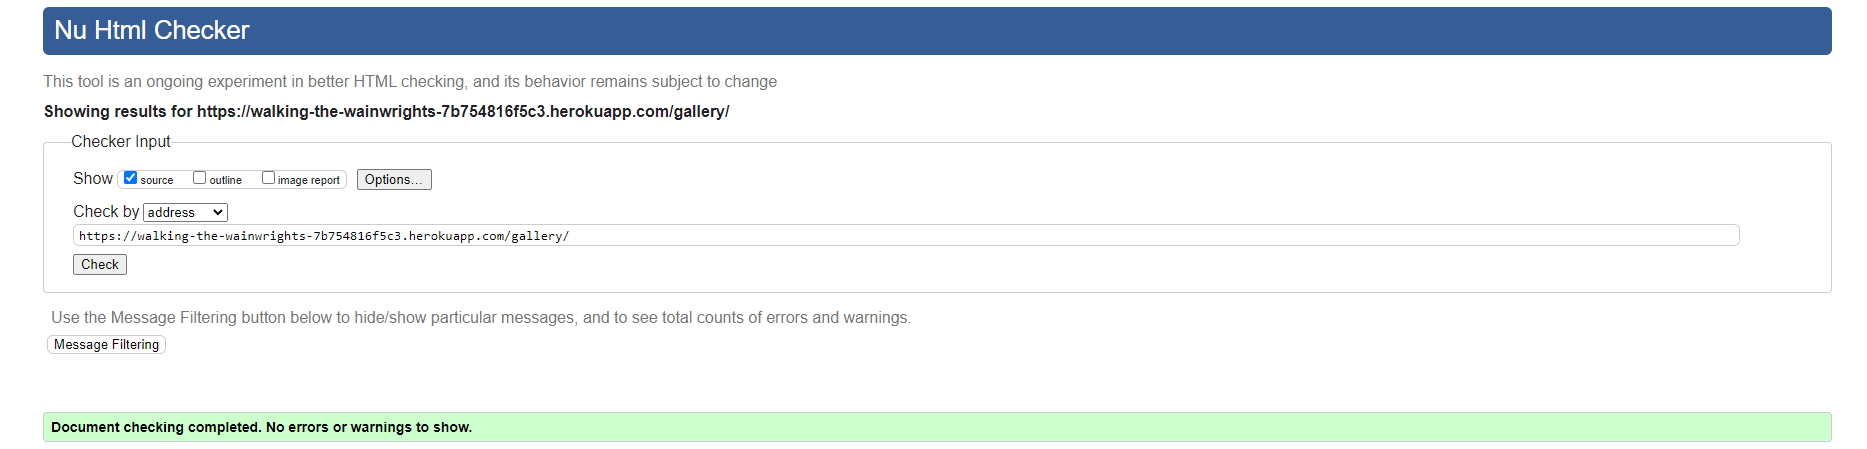 Nu Html Checker
This tool is an ongoing experiment in better HTML checking, and its behavior remains subject to change
Showing results for https://walking-the-wainwrights-7b754816f5c3.herokuapp.com/gallery/
Checker Input
Show source outline image report Options...
Check by address
https://walking-the-wainwrights-7b754816f5c3.herokuapp.com/gallery/
Check
Use the Message Filtering button below to hide/show particular messages, and to see total counts of errors and warnings.
Message Filtering
Document checking completed. No errors or warnings to show.